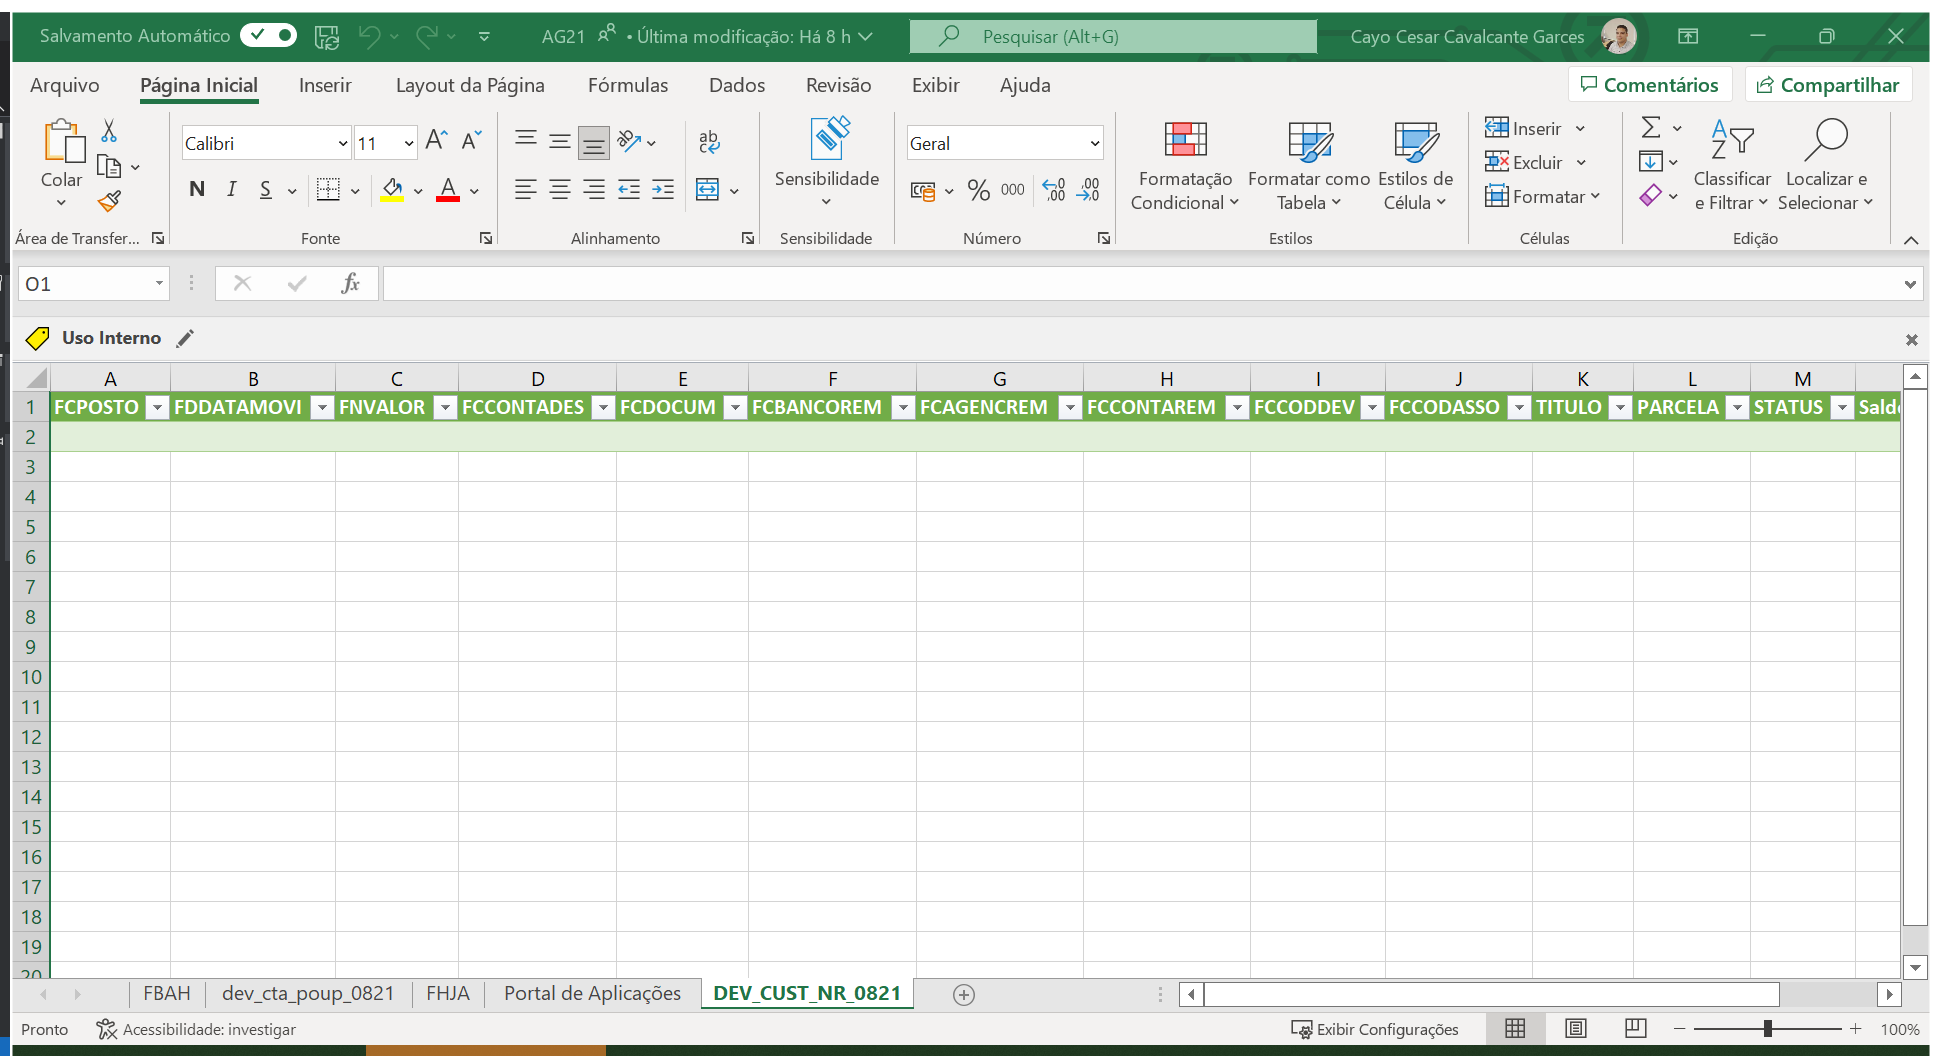 Salvamento Automático AG21 • Última modificação: Há 8 h Pesquisar (Alt+G) Cayo Cesar Cavalcante Garces
Arquivo Página Inicial Inserir Layout da Página Fórmulas Dados Revisão Exibir Ajuda Comentários Compartilhar
Colar
Área de Transfer...
Calibri 11 A A
N I S A
Fonte
ab
Alinhamento
Sensibilidade
Sensibilidade
Geral
% 000 ,00 ,00
Número
Formatação Condicional
Formatar como Tabela
Estilos de Célula
Estilos
Inserir
Excluir
Formatar
Células
Classificar e Filtrar
Localizar e Selecionar
Edição
O1 fx
Uso Interno
A B C D E F G H I J K L M
1 FCPOSTO FDDATAMOVI FNVALOR FCCONTADES FCDOCUM FCBANCOREM FCAGENCREM FCCONTAREM FCCODDEV FCCODASSO TITULO PARCELA STATUS Sald
2
3
4
5
6
7
8
9
10
11
12
13
14
15
16
17
18
19
20
FBAH dev_cta_poup_0821 FHJA Portal de Aplicações DEV_CUST_NR_0821
Pronto Acessibilidade: investigar Exibir Configurações 100%